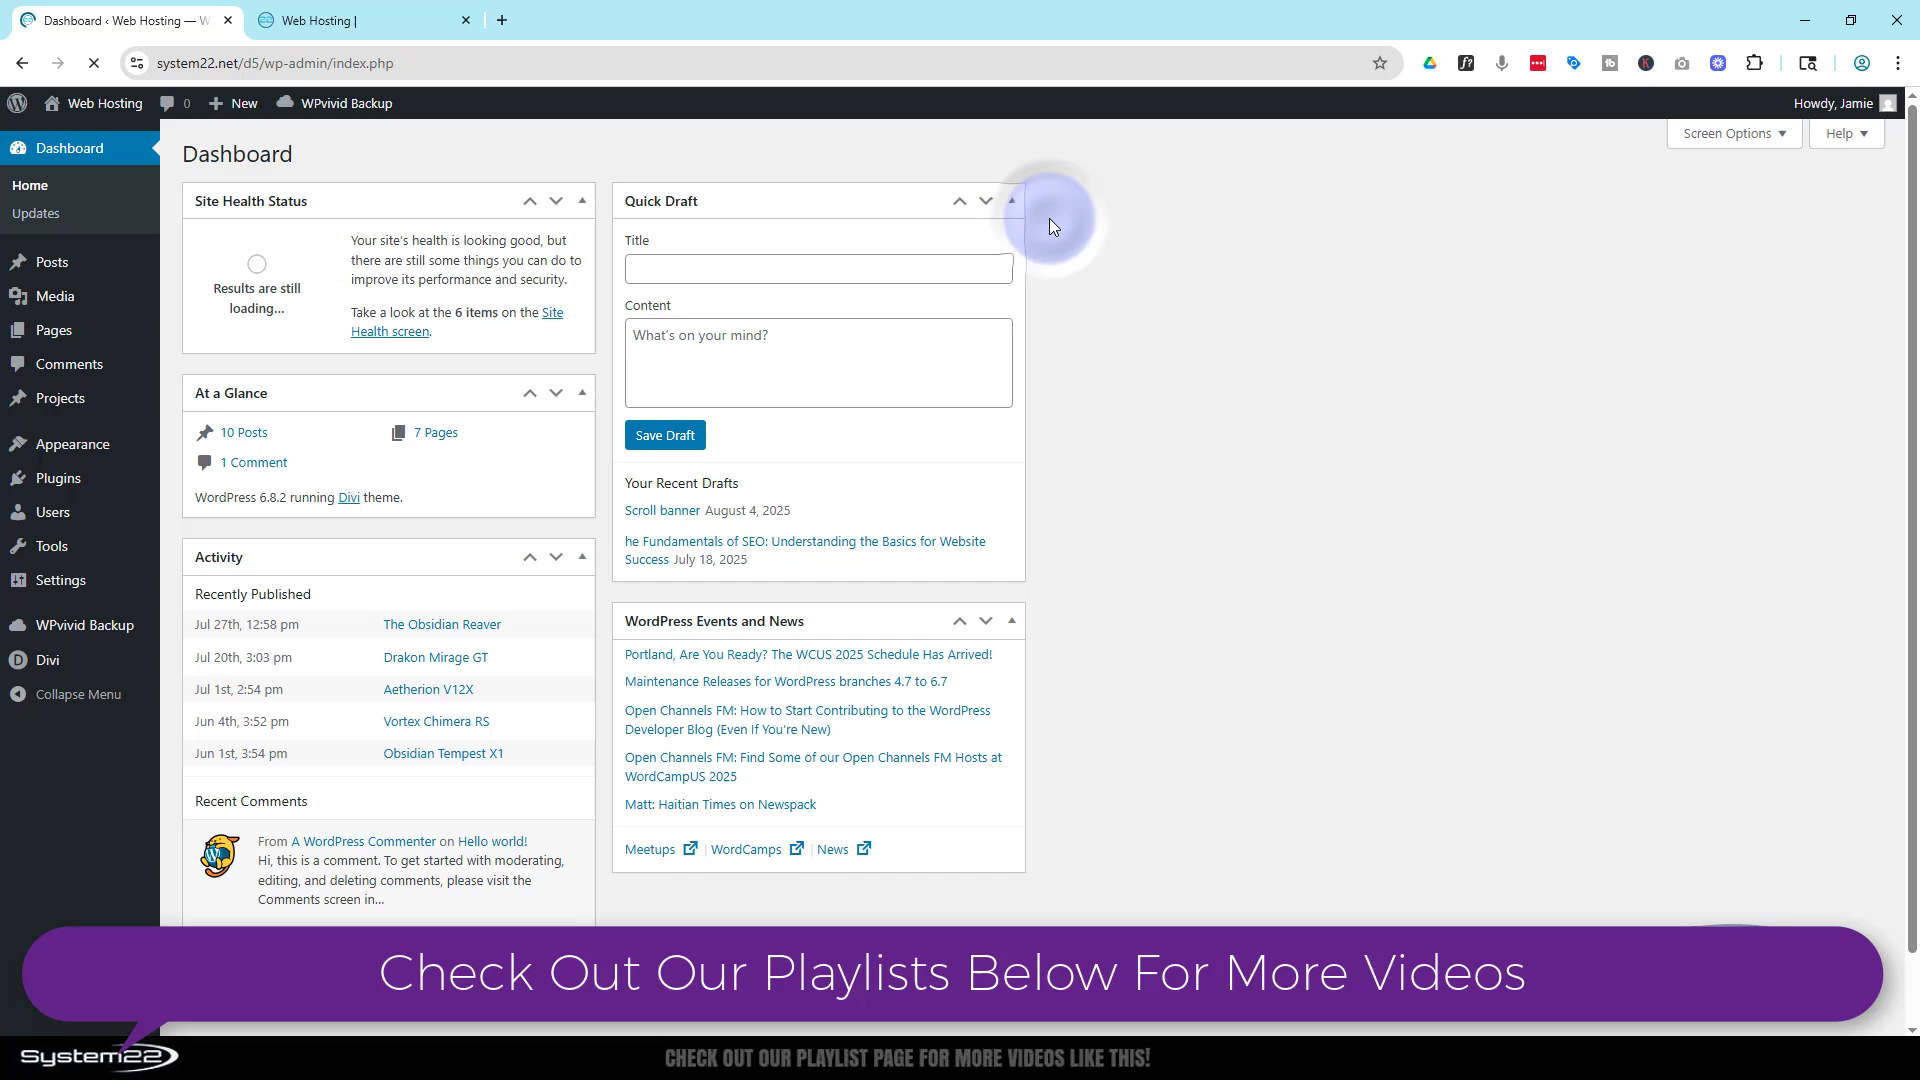 Dashboard ‹ Web Hosting — W
Web Hosting |
system22.net/d5/wp-admin/index.php
Web Hosting
0
New
WPvivid Backup
Howdy, Jamie
Dashboard
Home
Updates
Posts
Media
Pages
Comments
Projects
Appearance
Plugins
Users
Tools
Settings
WPvivid Backup
Divi
Collapse Menu
Screen Options
Help
Dashboard
Site Health Status
Results are still
loading...
Your site's health is looking good, but
there are still some things you can do to
improve its performance and security.
Take a look at the 6 items on the Site
Health screen.
At a Glance
10 Posts
7 Pages
1 Comment
WordPress 6.8.2 running Divi theme.
Activity
Recently Published
Jul 27th, 12:58 pm The Obsidian Reaver
Jul 20th, 3:03 pm Drakon Mirage GT
Jul 1st, 2:54 pm Aetherion V12X
Jun 4th, 3:52 pm Vortex Chimera RS
Jun 1st, 3:54 pm Obsidian Tempest X1
Recent Comments
From A WordPress Commenter on Hello world!
Hi, this is a comment. To get started with moderating,
editing, and deleting comments, please visit the
Comments screen in...
Quick Draft
Title
Content
What's on your mind?
Save Draft
Your Recent Drafts
Scroll banner August 4, 2025
he Fundamentals of SEO: Understanding the Basics for Website
Success July 18, 2025
WordPress Events and News
Portland, Are You Ready? The WCUS 2025 Schedule Has Arrived!
Maintenance Releases for WordPress branches 4.7 to 6.7
Open Channels FM: How to Start Contributing to the WordPress
Developer Blog (Even If You're New)
Open Channels FM: Find Some of our Open Channels FM Hosts at
WordCampUS 2025
Matt: Haitian Times on Newspack
Meetups | WordCamps | News
Check Out Our Playlists Below For More Videos
System22
CHECK OUT OUR PLAYLIST PAGE FOR MORE VIDEOS LIKE THIS!